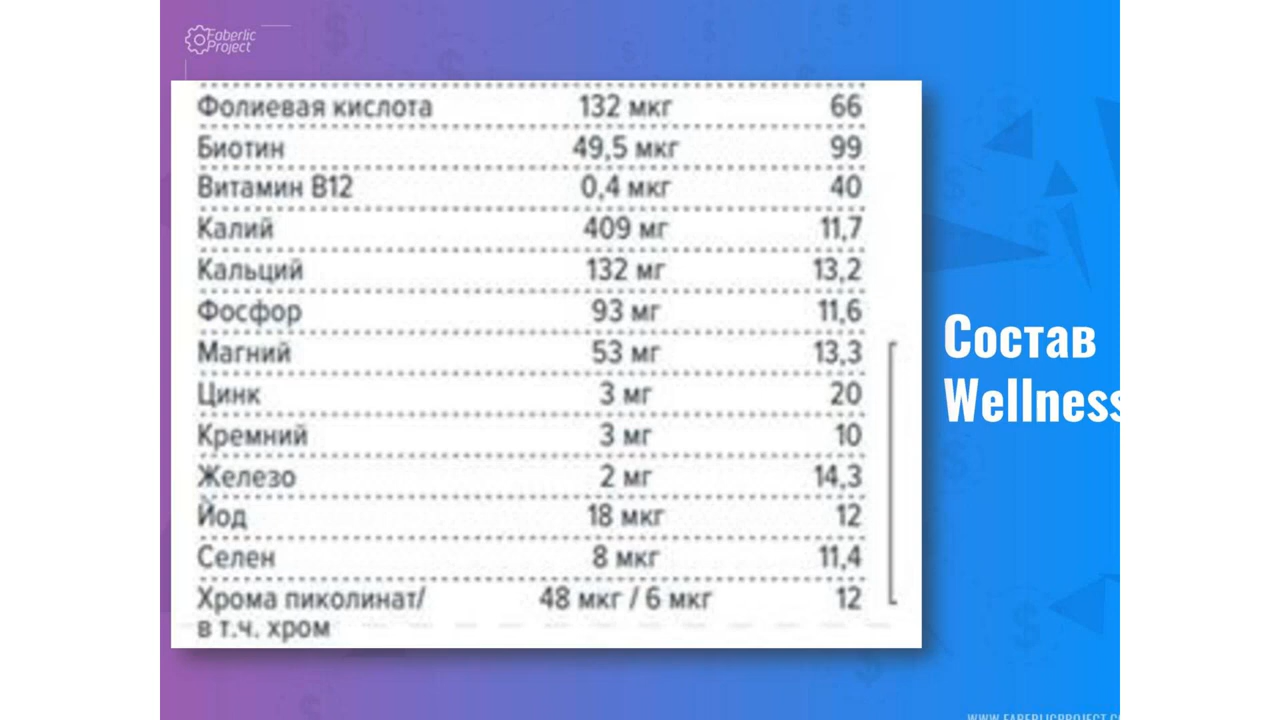 Faberlic
Project
Фолиевая кислота 132 мкг 66
Биотин 49,5 мкг 99
Витамин B12 0,4 мкг 40
Калий 409 мг 11,7
Кальций 132 мг 13,2
Фосфор 93 мг 11,6
Магний 53 мг 13,3
Цинк 3 мг 20
Кремний 3 мг 10
Железо 2 мг 14,3
Йод 18 мкг 12
Селен 8 мкг 11,4
Хрома пиколинат/ 48 мкг / 6 мкг 12
в т.ч. хром
Состав
Wellness